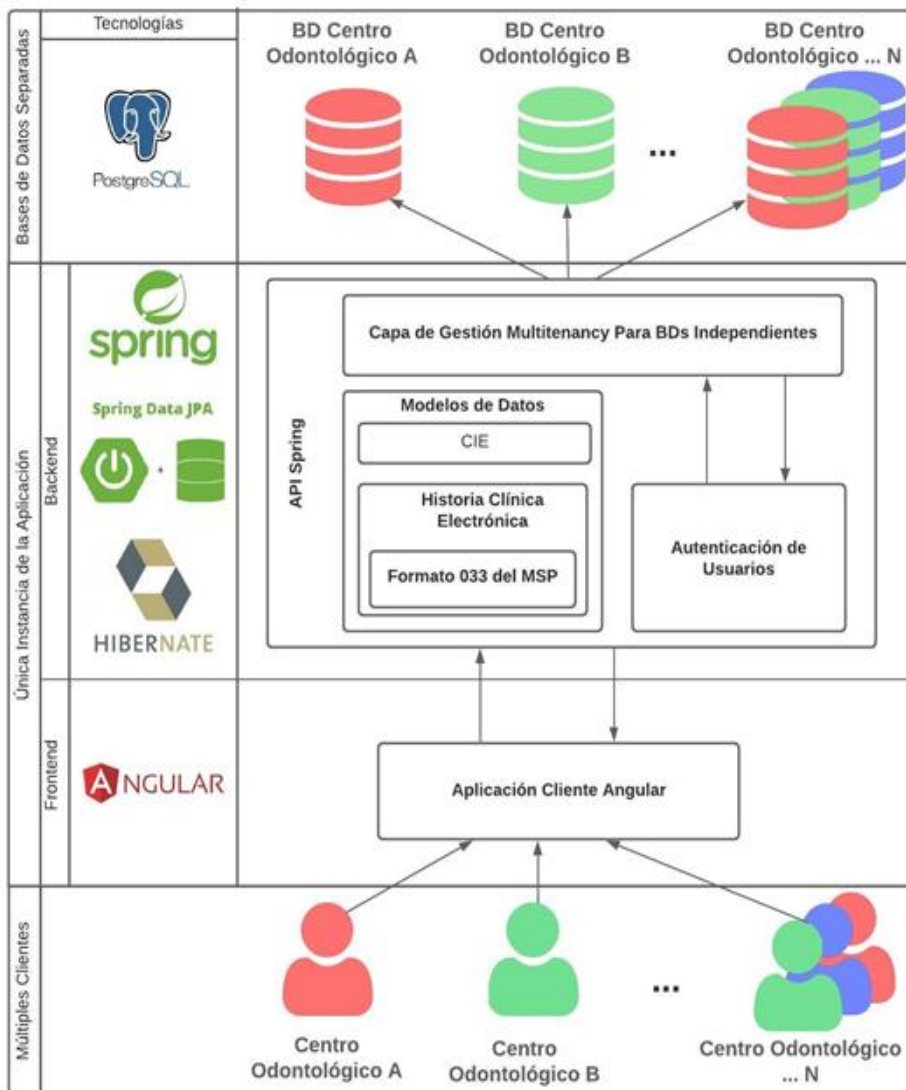 Tecnologías
Bases de Datos Separadas
PostgreSQL
BD Centro
Odontológico A
BD Centro
Odontológico B
BD Centro
Odontológico ... N
...
Única Instancia de la Aplicación
Backend
spring
Spring Data JPA
+
HIBERNATE
API Spring
Capa de Gestión Multitenancy Para BDs Independientes
Modelos de Datos
CIE
Historia Clínica
Electrónica
Formato 033 del MSP
Autenticación de
Usuarios
Frontend
ANGULAR
Aplicación Cliente Angular
Múltiples Clientes
...
Centro
Odontológico A
Centro
Odontológico B
Centro Odontológico
... N